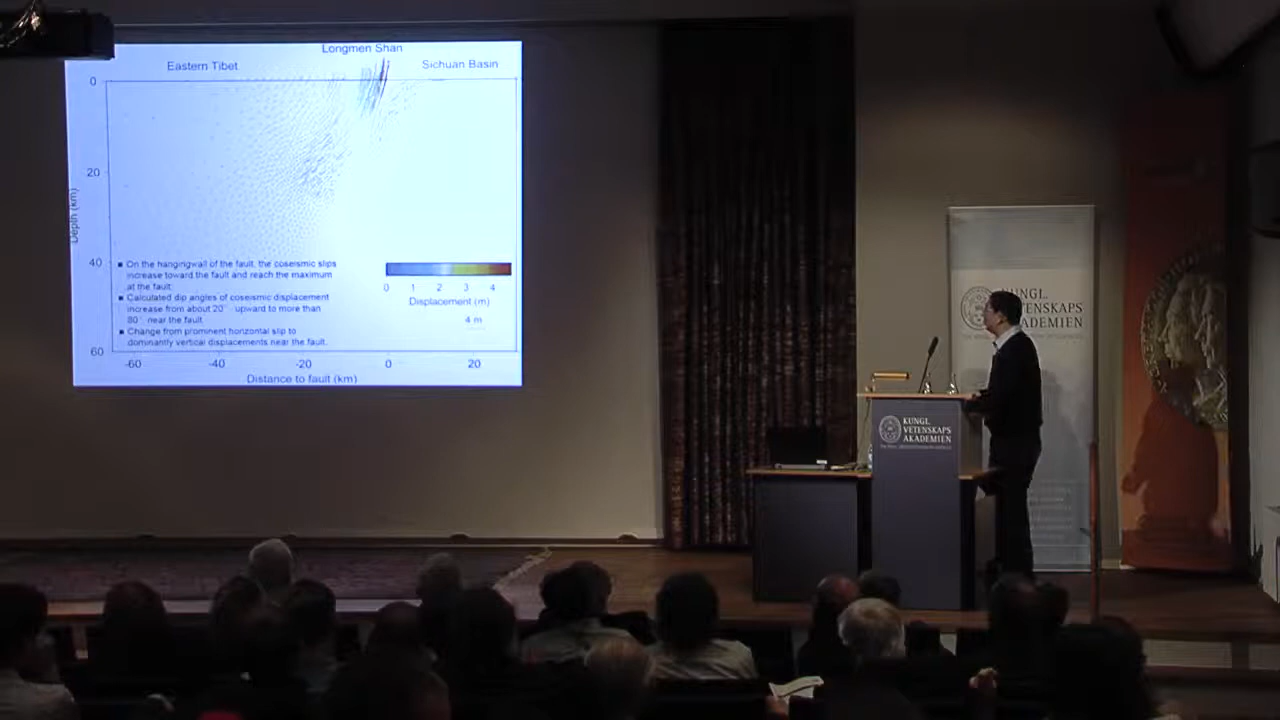 Longmen Shan
Eastern Tibet
Sichuan Basin
0
20
40
60
Depth (km)
■ On the hangingwall of the fault, the coseismic slips
increase toward the fault and reach the maximum
at the fault.
■ Calculated dip angles of coseismic displacement
increase from about 20° upward to more than
80° near the fault
■ Change from prominent horizontal slip to
dominantly vertical displacements near the fault.
0 1 2 3 4
Displacement (m)
4 m
-60 -40 -20 0 20
Distance to fault (km)
KUNGL.
VETENSKAPS
AKADEMIEN
KUNGL.
VETENSKAPS
AKADEMIEN